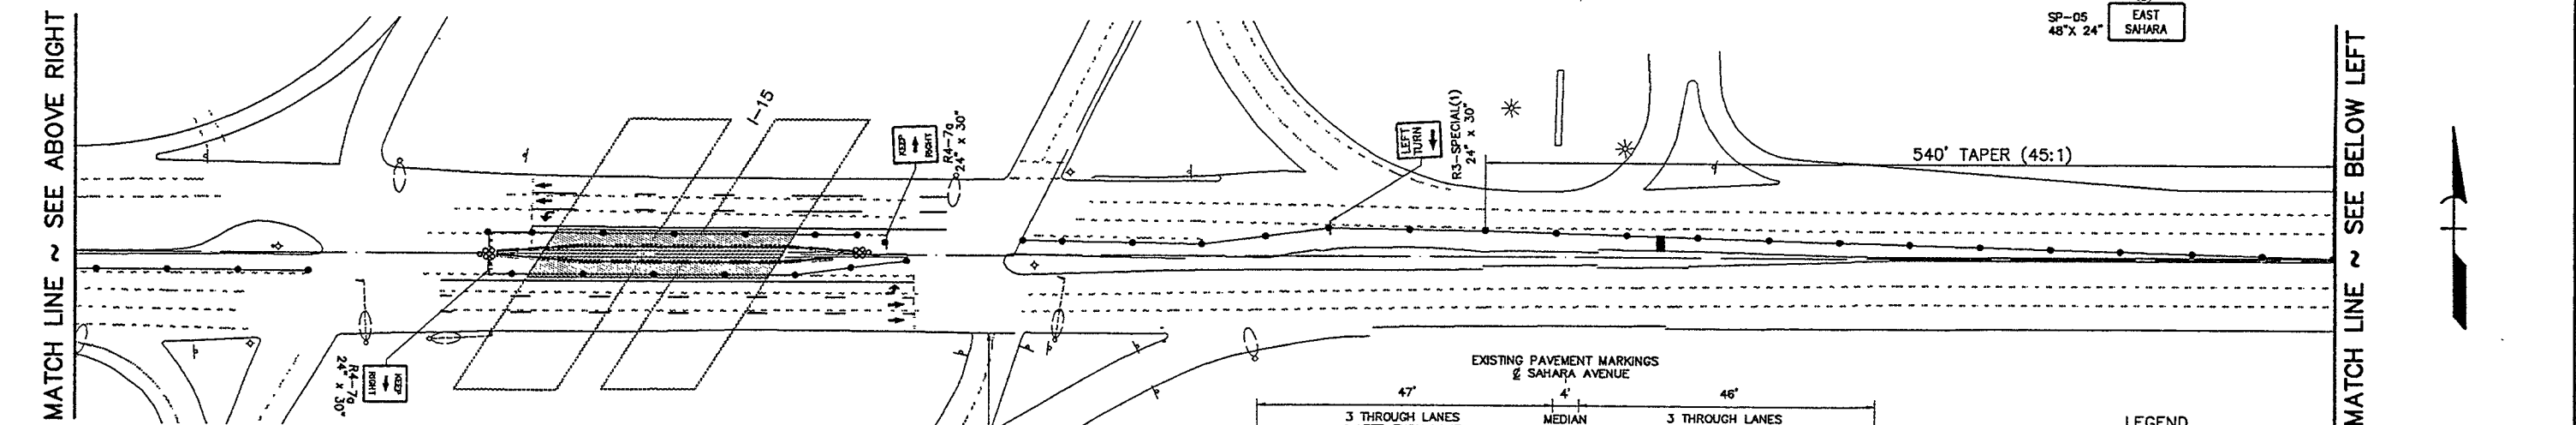 MATCH LINE ~ SEE ABOVE RIGHT
I-15
KEEP
RIGHT
R4-7a
24" X 30"
LEFT
TURN
R3-SPECIAL(1)
24" X 30"
SP-05
48"X 24"
EAST
SAHARA
540' TAPER (45:1)
MATCH LINE ~ SEE BELOW LEFT
KEEP
RIGHT
R4-7a
24" X 30"
EXISTING PAVEMENT MARKINGS
℄ SAHARA AVENUE
47' 4' 46'
3 THROUGH LANES MEDIAN 3 THROUGH LANES
LEGEND